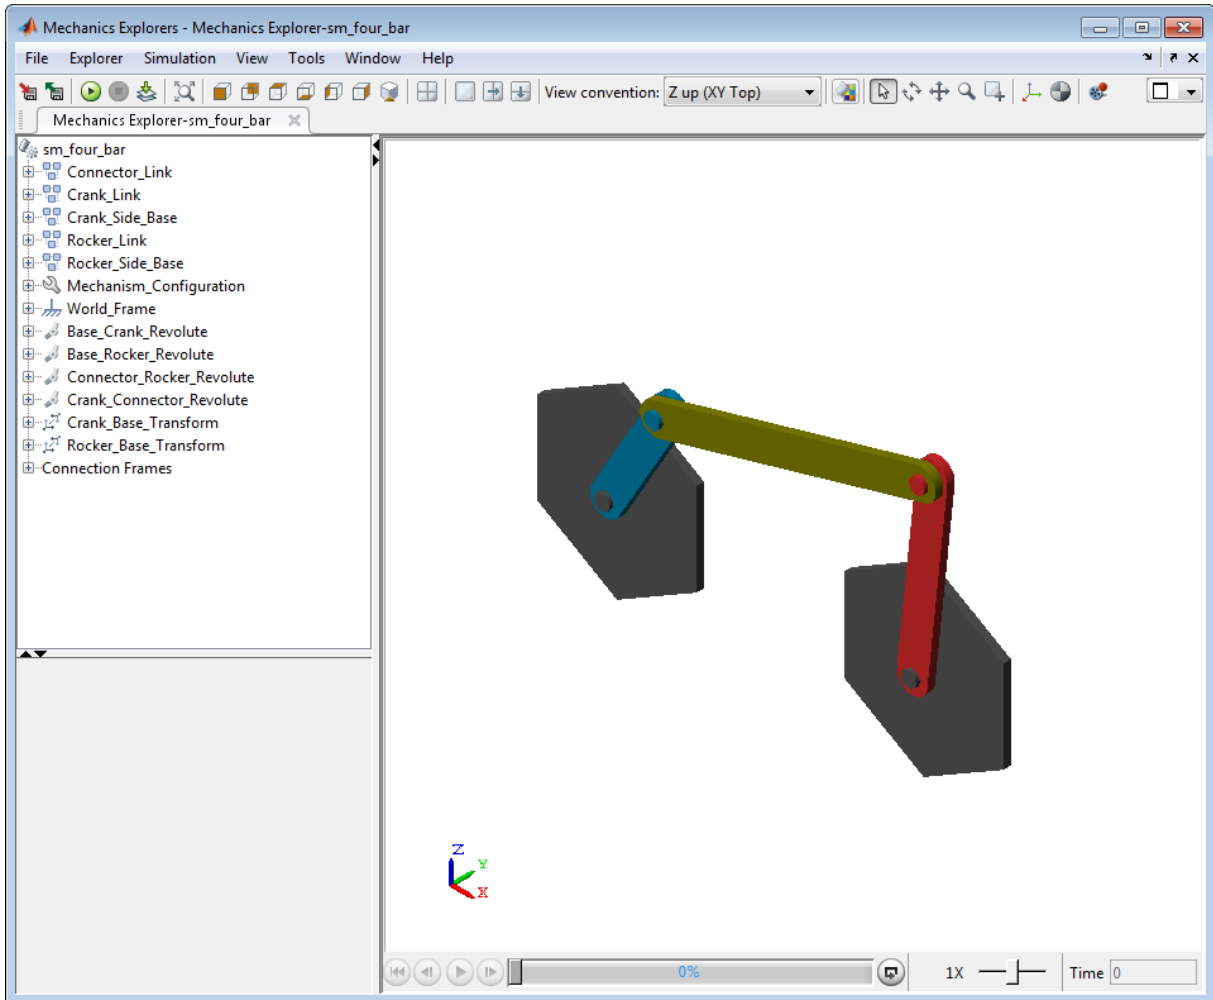 Mechanics Explorers - Mechanics Explorer-sm_four_bar
File Explorer Simulation View Tools Window Help
View convention: Z up (XY Top)
Mechanics Explorer-sm_four_bar
sm_four_bar
Connector_Link
Crank_Link
Crank_Side_Base
Rocker_Link
Rocker_Side_Base
Mechanism_Configuration
World_Frame
Base_Crank_Revolute
Base_Rocker_Revolute
Connector_Rocker_Revolute
Crank_Connector_Revolute
Crank_Base_Transform
Rocker_Base_Transform
Connection Frames
Z
Y
X
0% 1X Time 0